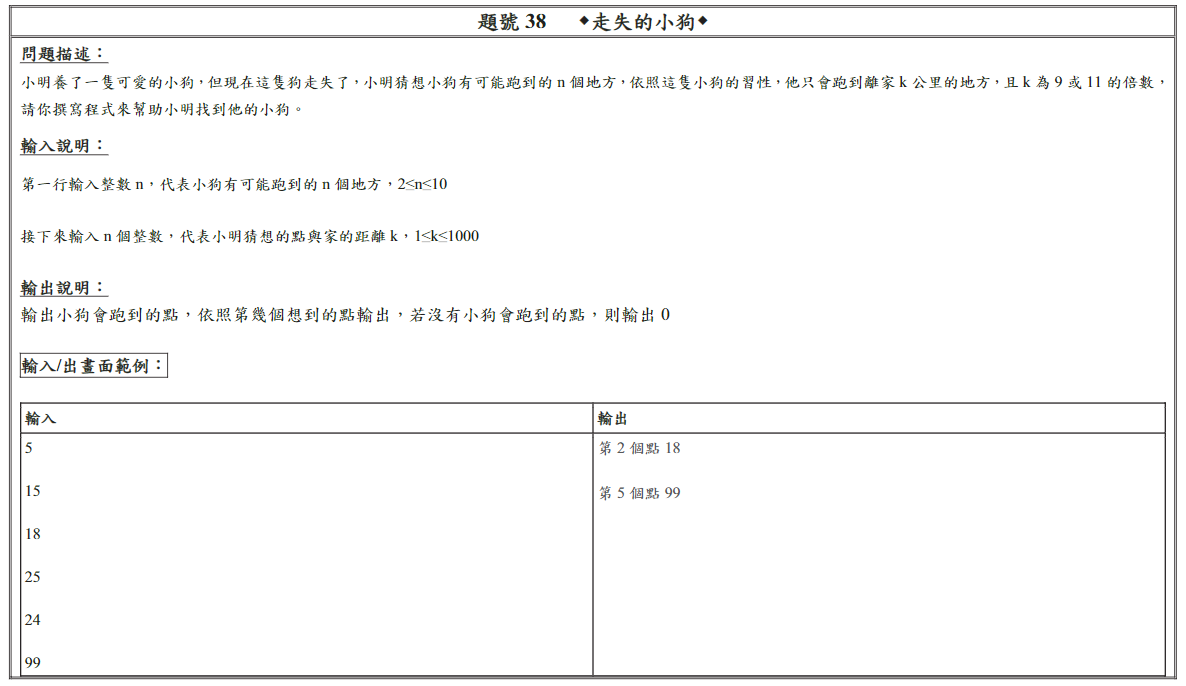 題號 38 ◆走失的小狗◆
問題描述：
小明養了一隻可愛的小狗，但現在這隻狗走失了，小明猜想小狗有可能跑到的 n 個地方，依照這隻小狗的習性，他只會跑到離家 k 公里的地方，且 k 為 9 或 11 的倍數，
請你撰寫程式來幫助小明找到他的小狗。
輸入說明：
第一行輸入整數 n，代表小狗有可能跑到的 n 個地方，2≤n≤10
接下來輸入 n 個整數，代表小明猜想的點與家的距離 k，1≤k≤1000
輸出說明：
輸出小狗會跑到的點，依照第幾個想到的點輸出，若沒有小狗會跑到的點，則輸出 0
輸入/出畫面範例：
輸入
5
15
18
25
24
99
輸出
第 2 個點 18
第 5 個點 99